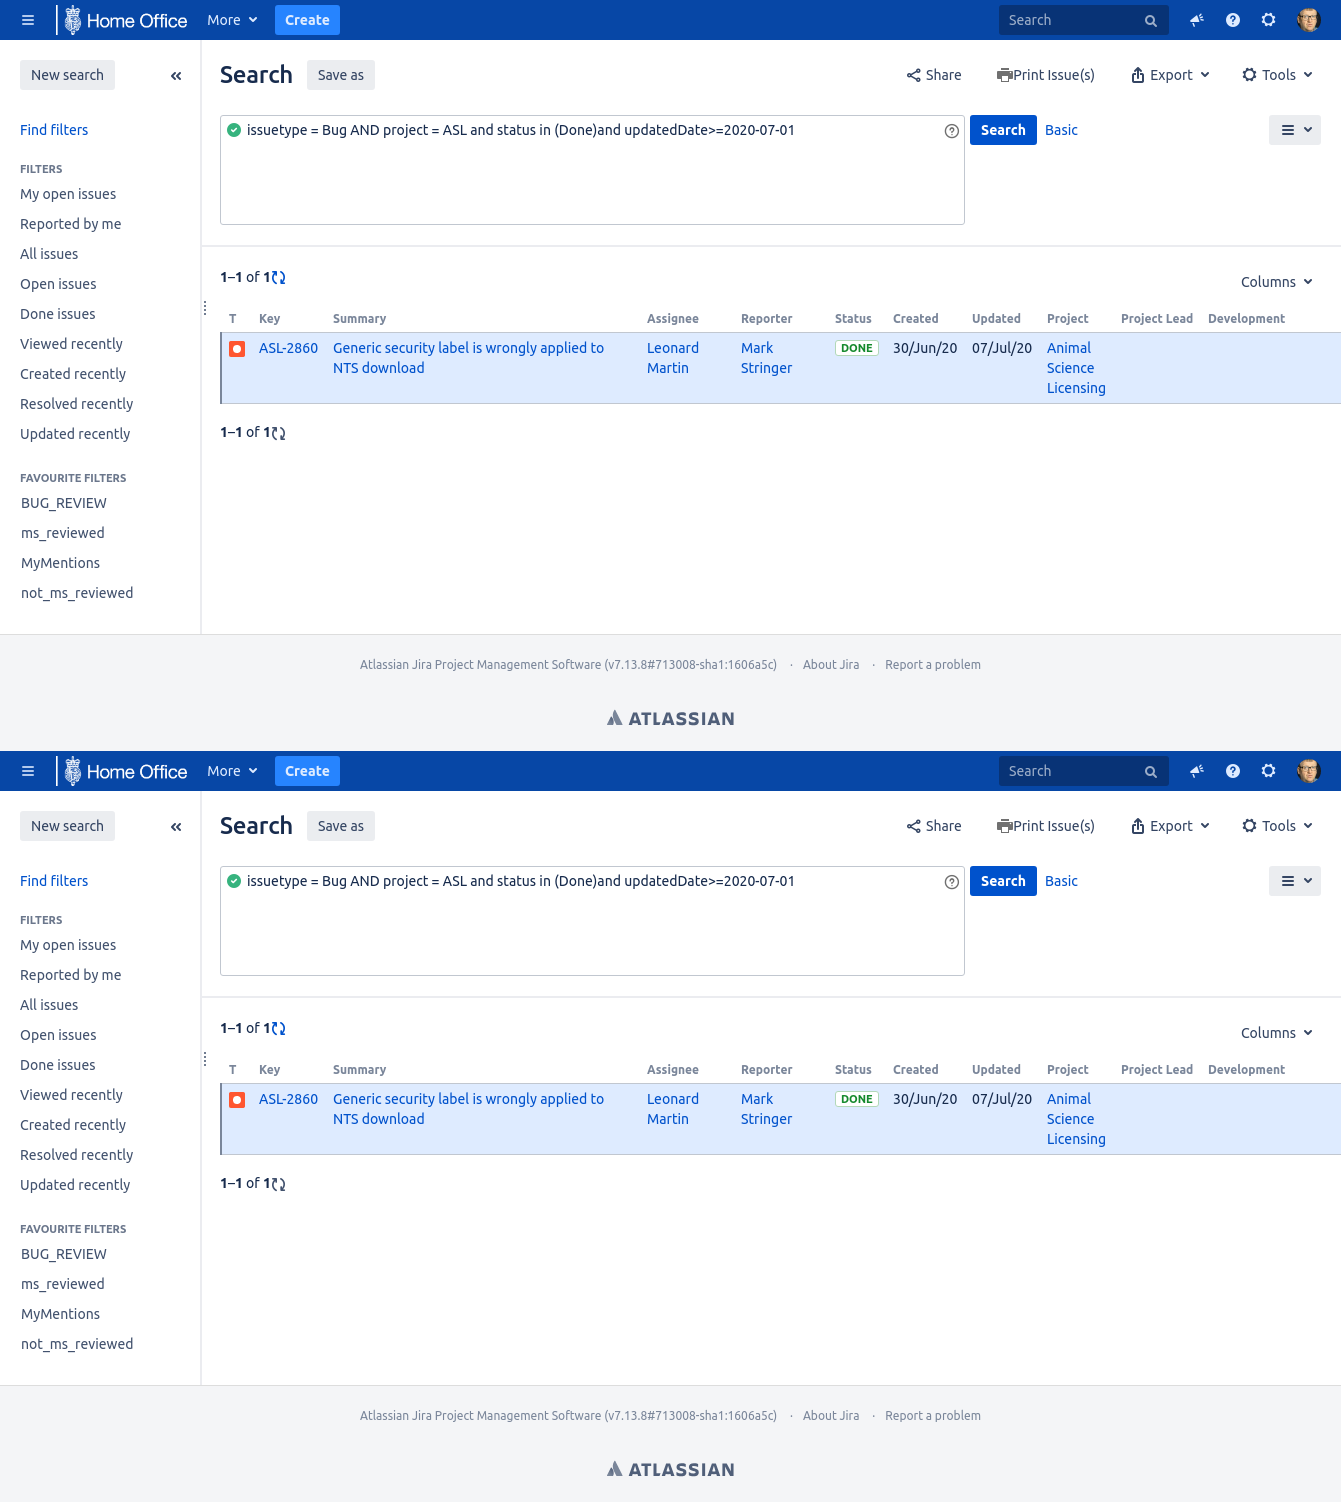 Home Office More Create Search
New search
Search Save as Share Print Issue(s) Export Tools
Find filters
issuetype = Bug AND project = ASL and status in (Done)and updatedDate>=2020-07-01 Search Basic
FILTERS
My open issues
Reported by me
All issues
Open issues
Done issues
Viewed recently
Created recently
Resolved recently
Updated recently
FAVOURITE FILTERS
BUG_REVIEW
ms_reviewed
MyMentions
not_ms_reviewed
1–1 of 1
Columns
T Key Summary Assignee Reporter Status Created Updated Project Project Lead Development
ASL-2860 Generic security label is wrongly applied to Leonard Mark DONE 30/Jun/20 07/Jul/20 Animal
NTS download Martin Stringer Science
Licensing
1–1 of 1
Atlassian Jira Project Management Software (v7.13.8#713008-sha1:1606a5c) · About Jira · Report a problem
ATLASSIAN
Home Office More Create Search
New search
Search Save as Share Print Issue(s) Export Tools
Find filters
issuetype = Bug AND project = ASL and status in (Done)and updatedDate>=2020-07-01 Search Basic
FILTERS
My open issues
Reported by me
All issues
Open issues
Done issues
Viewed recently
Created recently
Resolved recently
Updated recently
FAVOURITE FILTERS
BUG_REVIEW
ms_reviewed
MyMentions
not_ms_reviewed
1–1 of 1
Columns
T Key Summary Assignee Reporter Status Created Updated Project Project Lead Development
ASL-2860 Generic security label is wrongly applied to Leonard Mark DONE 30/Jun/20 07/Jul/20 Animal
NTS download Martin Stringer Science
Licensing
1–1 of 1
Atlassian Jira Project Management Software (v7.13.8#713008-sha1:1606a5c) · About Jira · Report a problem
ATLASSIAN